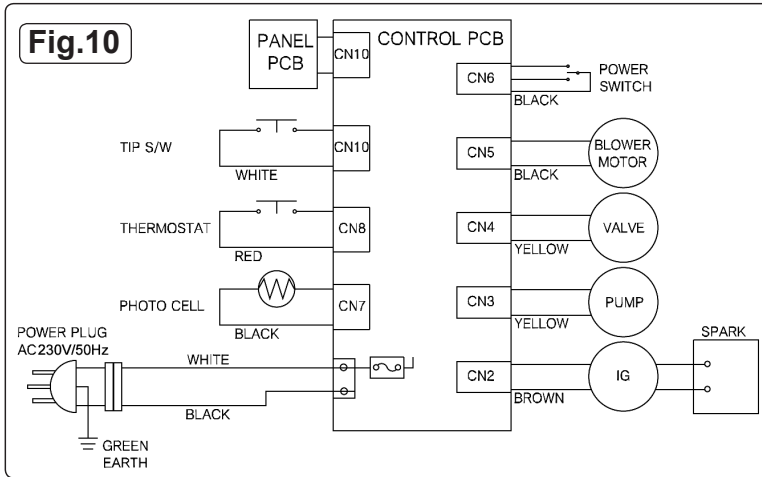 Fig.10
PANEL
PCB
CN10
CONTROL PCB
CN6
POWER
SWITCH
BLACK
TIP S/W
CN10
WHITE
CN5
BLOWER
MOTOR
BLACK
THERMOSTAT
CN8
RED
CN4
VALVE
YELLOW
PHOTO CELL
CN7
BLACK
CN3
PUMP
YELLOW
POWER PLUG
AC230V/50Hz
WHITE
BLACK
GREEN
EARTH
CN2
IG
BROWN
SPARK